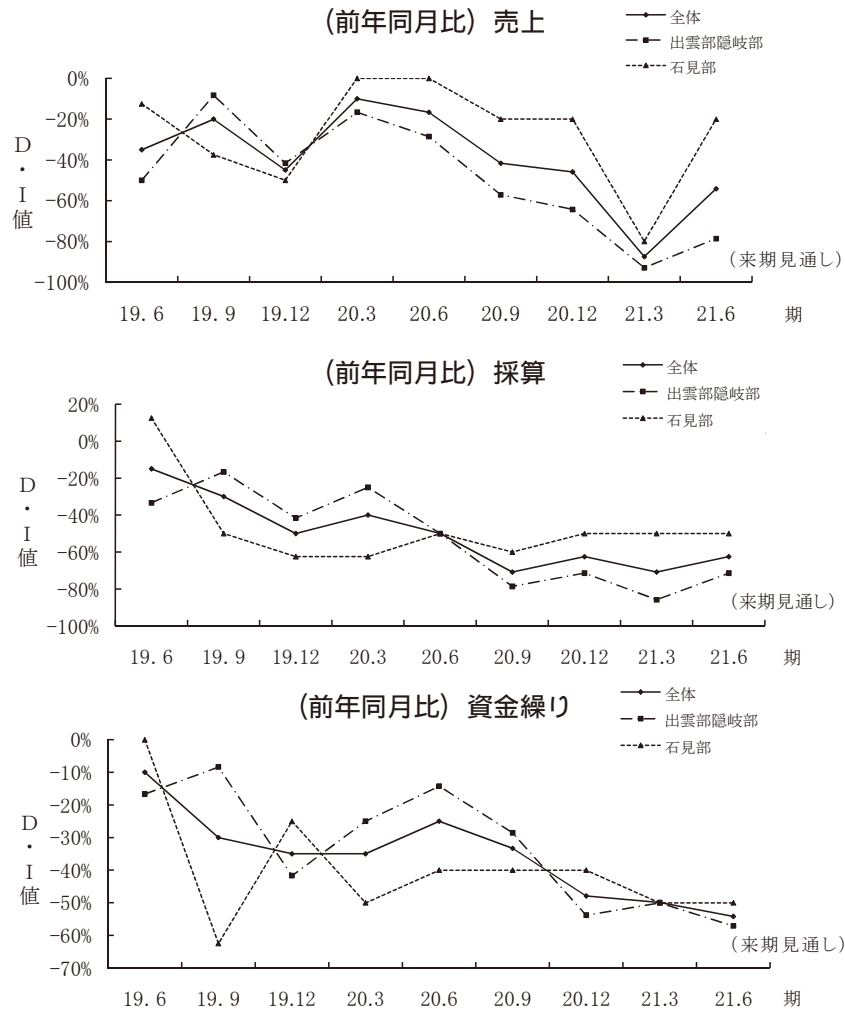 (前年同月比) 売上
全体
出雲部隠岐部
石見部
D・I値
0%
-20%
-40%
-60%
-80%
-100%
(来期見通し)
19. 6 19. 9 19.12 20.3 20.6 20.9 20.12 21.3 21.6 期
(前年同月比) 採算
全体
出雲部隠岐部
石見部
D・I値
20%
0%
-20%
-40%
-60%
-80%
-100%
(来期見通し)
19. 6 19. 9 19.12 20.3 20.6 20.9 20.12 21.3 21.6 期
(前年同月比) 資金繰り
全体
出雲部隠岐部
石見部
D・I値
0%
-10%
-20%
-30%
-40%
-50%
-60%
-70%
(来期見通し)
19. 6 19. 9 19.12 20.3 20.6 20.9 20.12 21.3 21.6 期